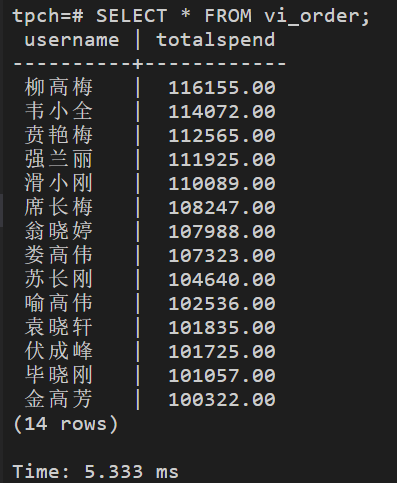 tpch=# SELECT * FROM vi_order;
username | totalspend
----------+------------
柳高梅 | 116155.00
韦小全 | 114072.00
贲艳梅 | 112565.00
强兰丽 | 111925.00
滑小刚 | 110089.00
席长梅 | 108247.00
翁晓婷 | 107988.00
娄高伟 | 107323.00
苏长刚 | 104640.00
喻高伟 | 102536.00
袁晓轩 | 101835.00
伏成峰 | 101725.00
毕晓刚 | 101057.00
金高芳 | 100322.00
(14 rows)
Time: 5.333 ms